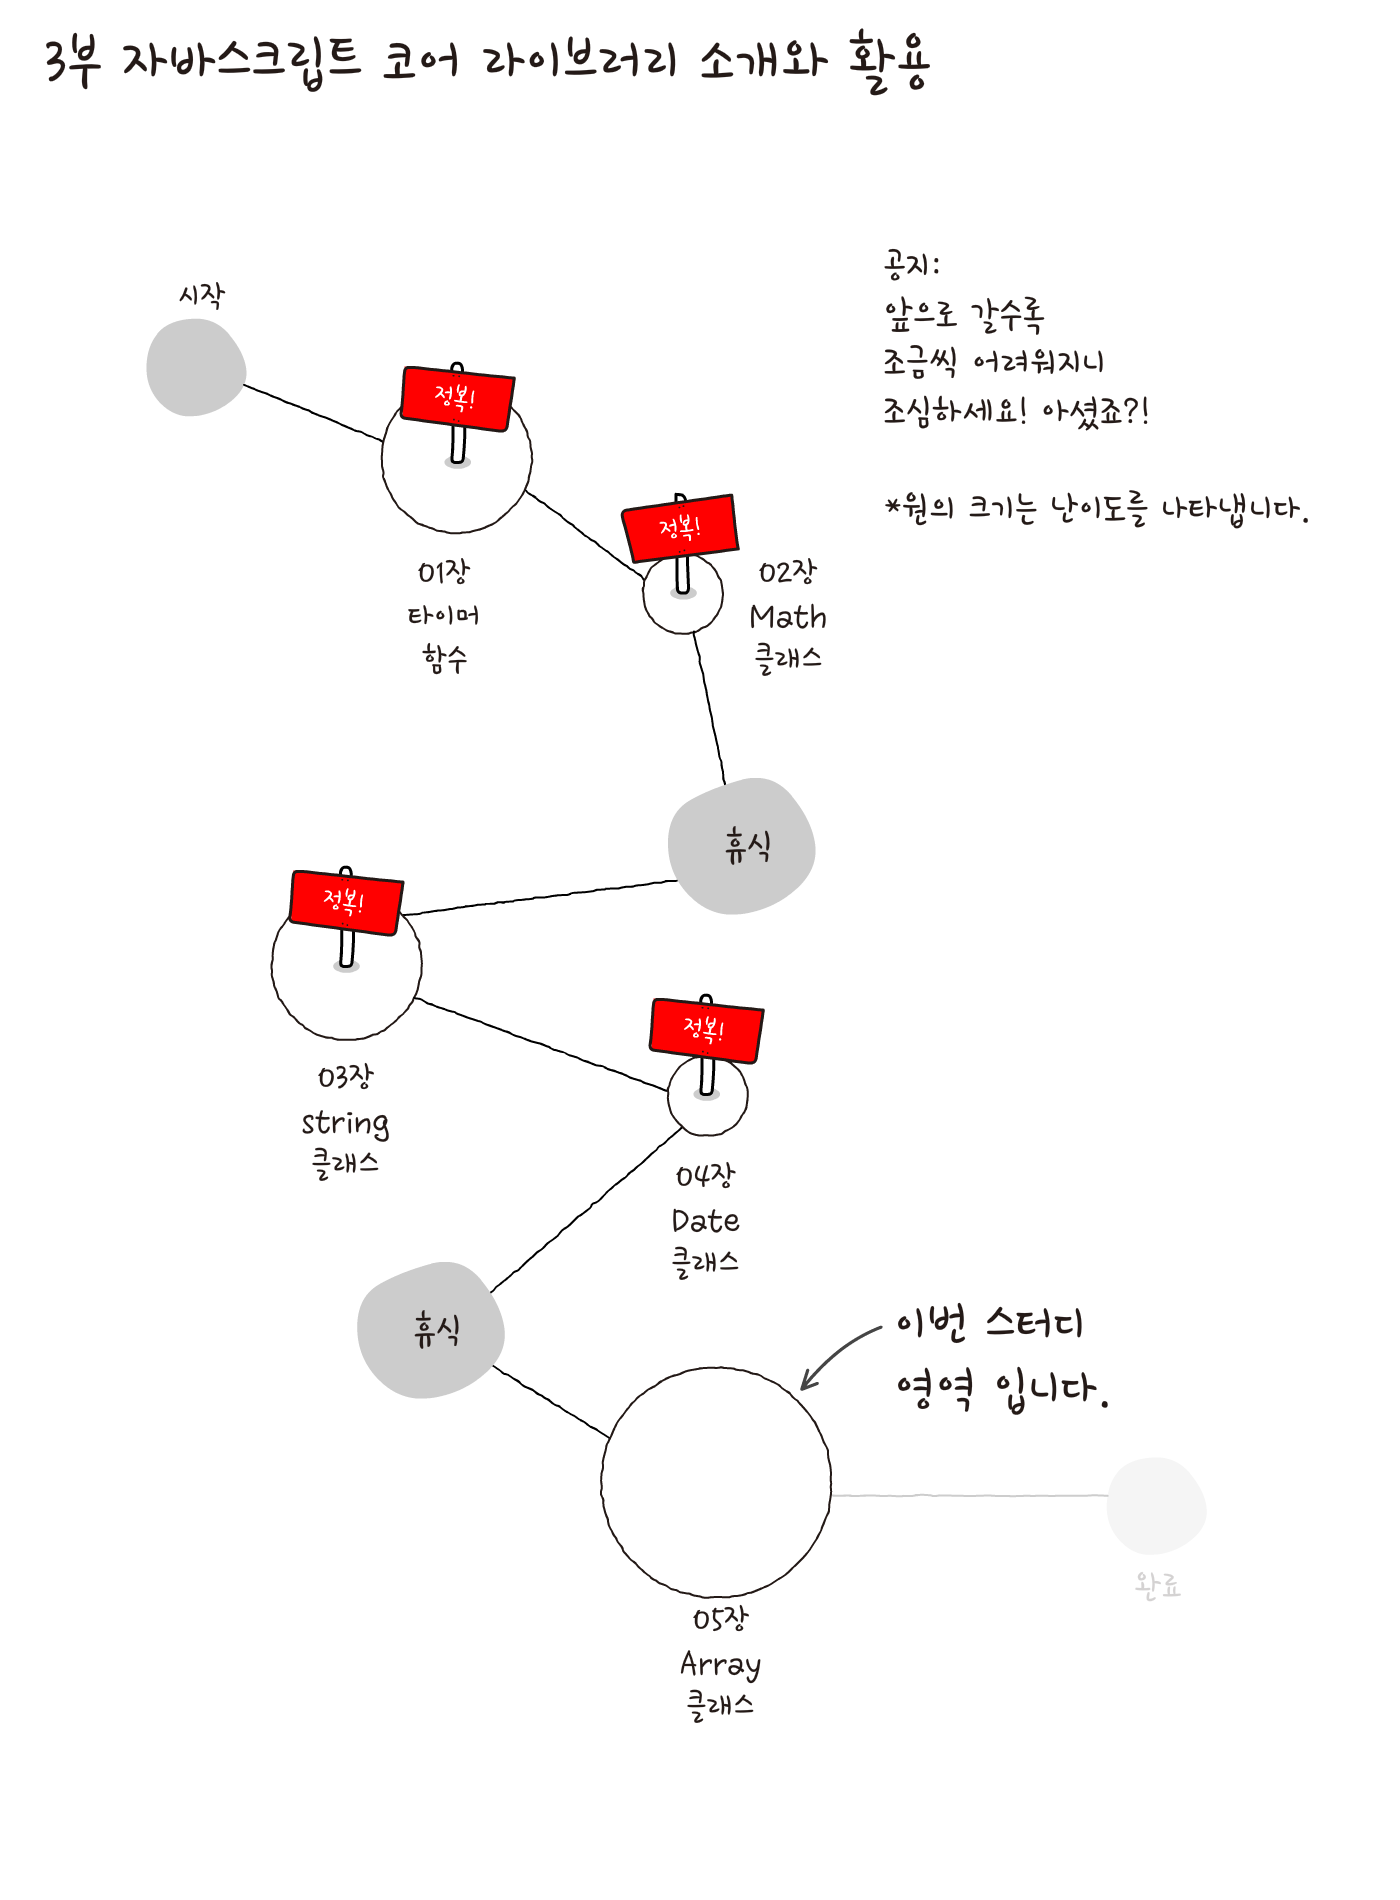 3부 자바스크립트 코어 라이브러리 소개와 활용
공지:
앞으로 갈수록
조금씩 어려워지니
조심하세요! 아셨죠?!
*원의 크기는 난이도를 나타냅니다.
시작
정복!
01장
타이머
함수
정복!
02장
Math
클래스
휴식
정복!
03장
string
클래스
정복!
04장
Date
클래스
휴식
이번 스터디
영역 입니다.
05장
Array
클래스
완료